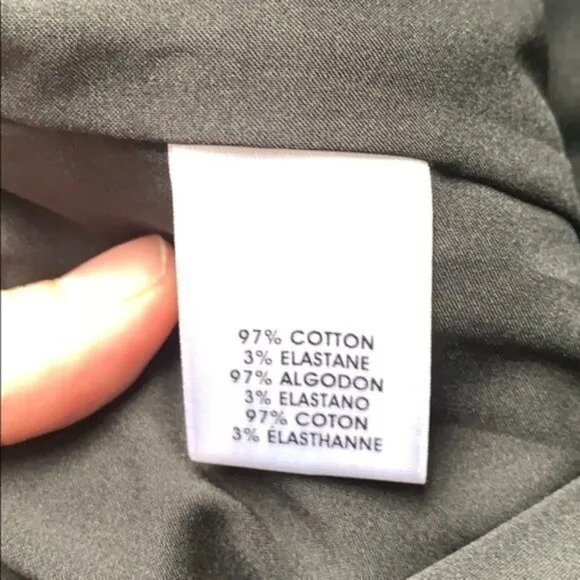 97% COTTON
3% ELASTANE
97% ALGODON
3% ELASTANO
97% COTON
3% ÉLASTHANNE